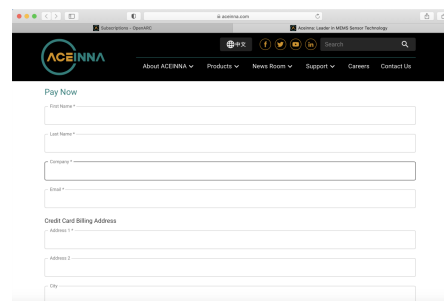 aceinna.com
Subscriptions - OpenARC
Aceinna: Leader in MEMS Sensor Technology
ACEINNA
中文
Search
About ACEINNA
Products
News Room
Support
Careers
Contact Us
Pay Now
First Name *
Last Name *
Company *
Email *
Credit Card Billing Address
Address 1 *
Address 2
City